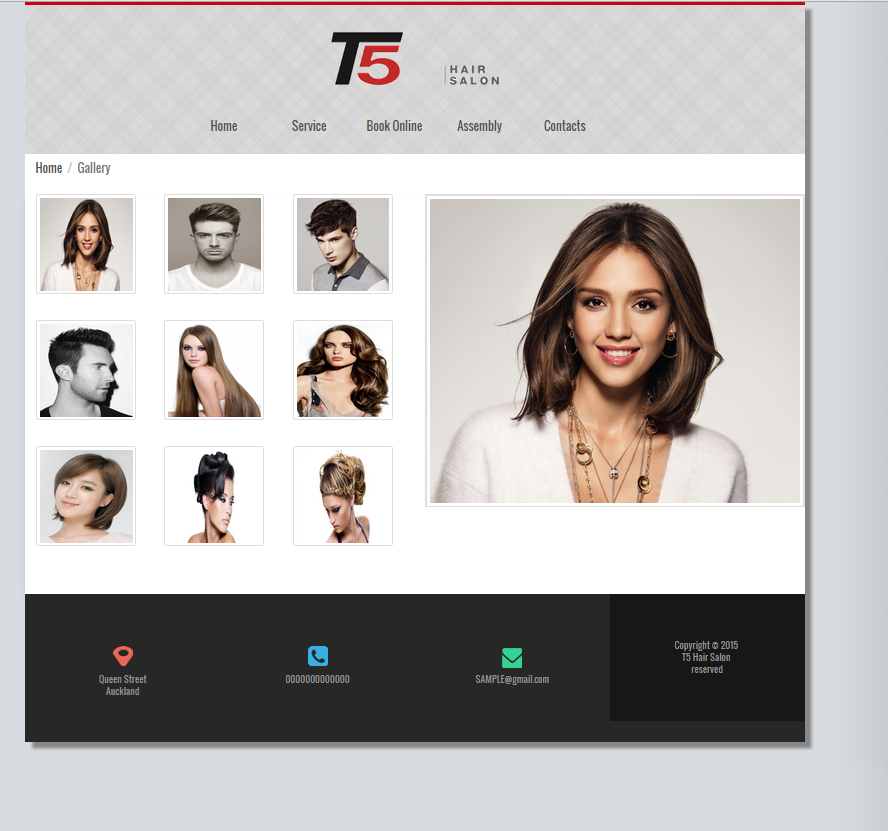 T5
HAIR
SALON
Home Service Book Online Assembly Contacts
Home / Gallery
Queen Street
Auckland
0000000000000
SAMPLE@gmail.com
Copyright © 2015
T5 Hair Salon
reserved